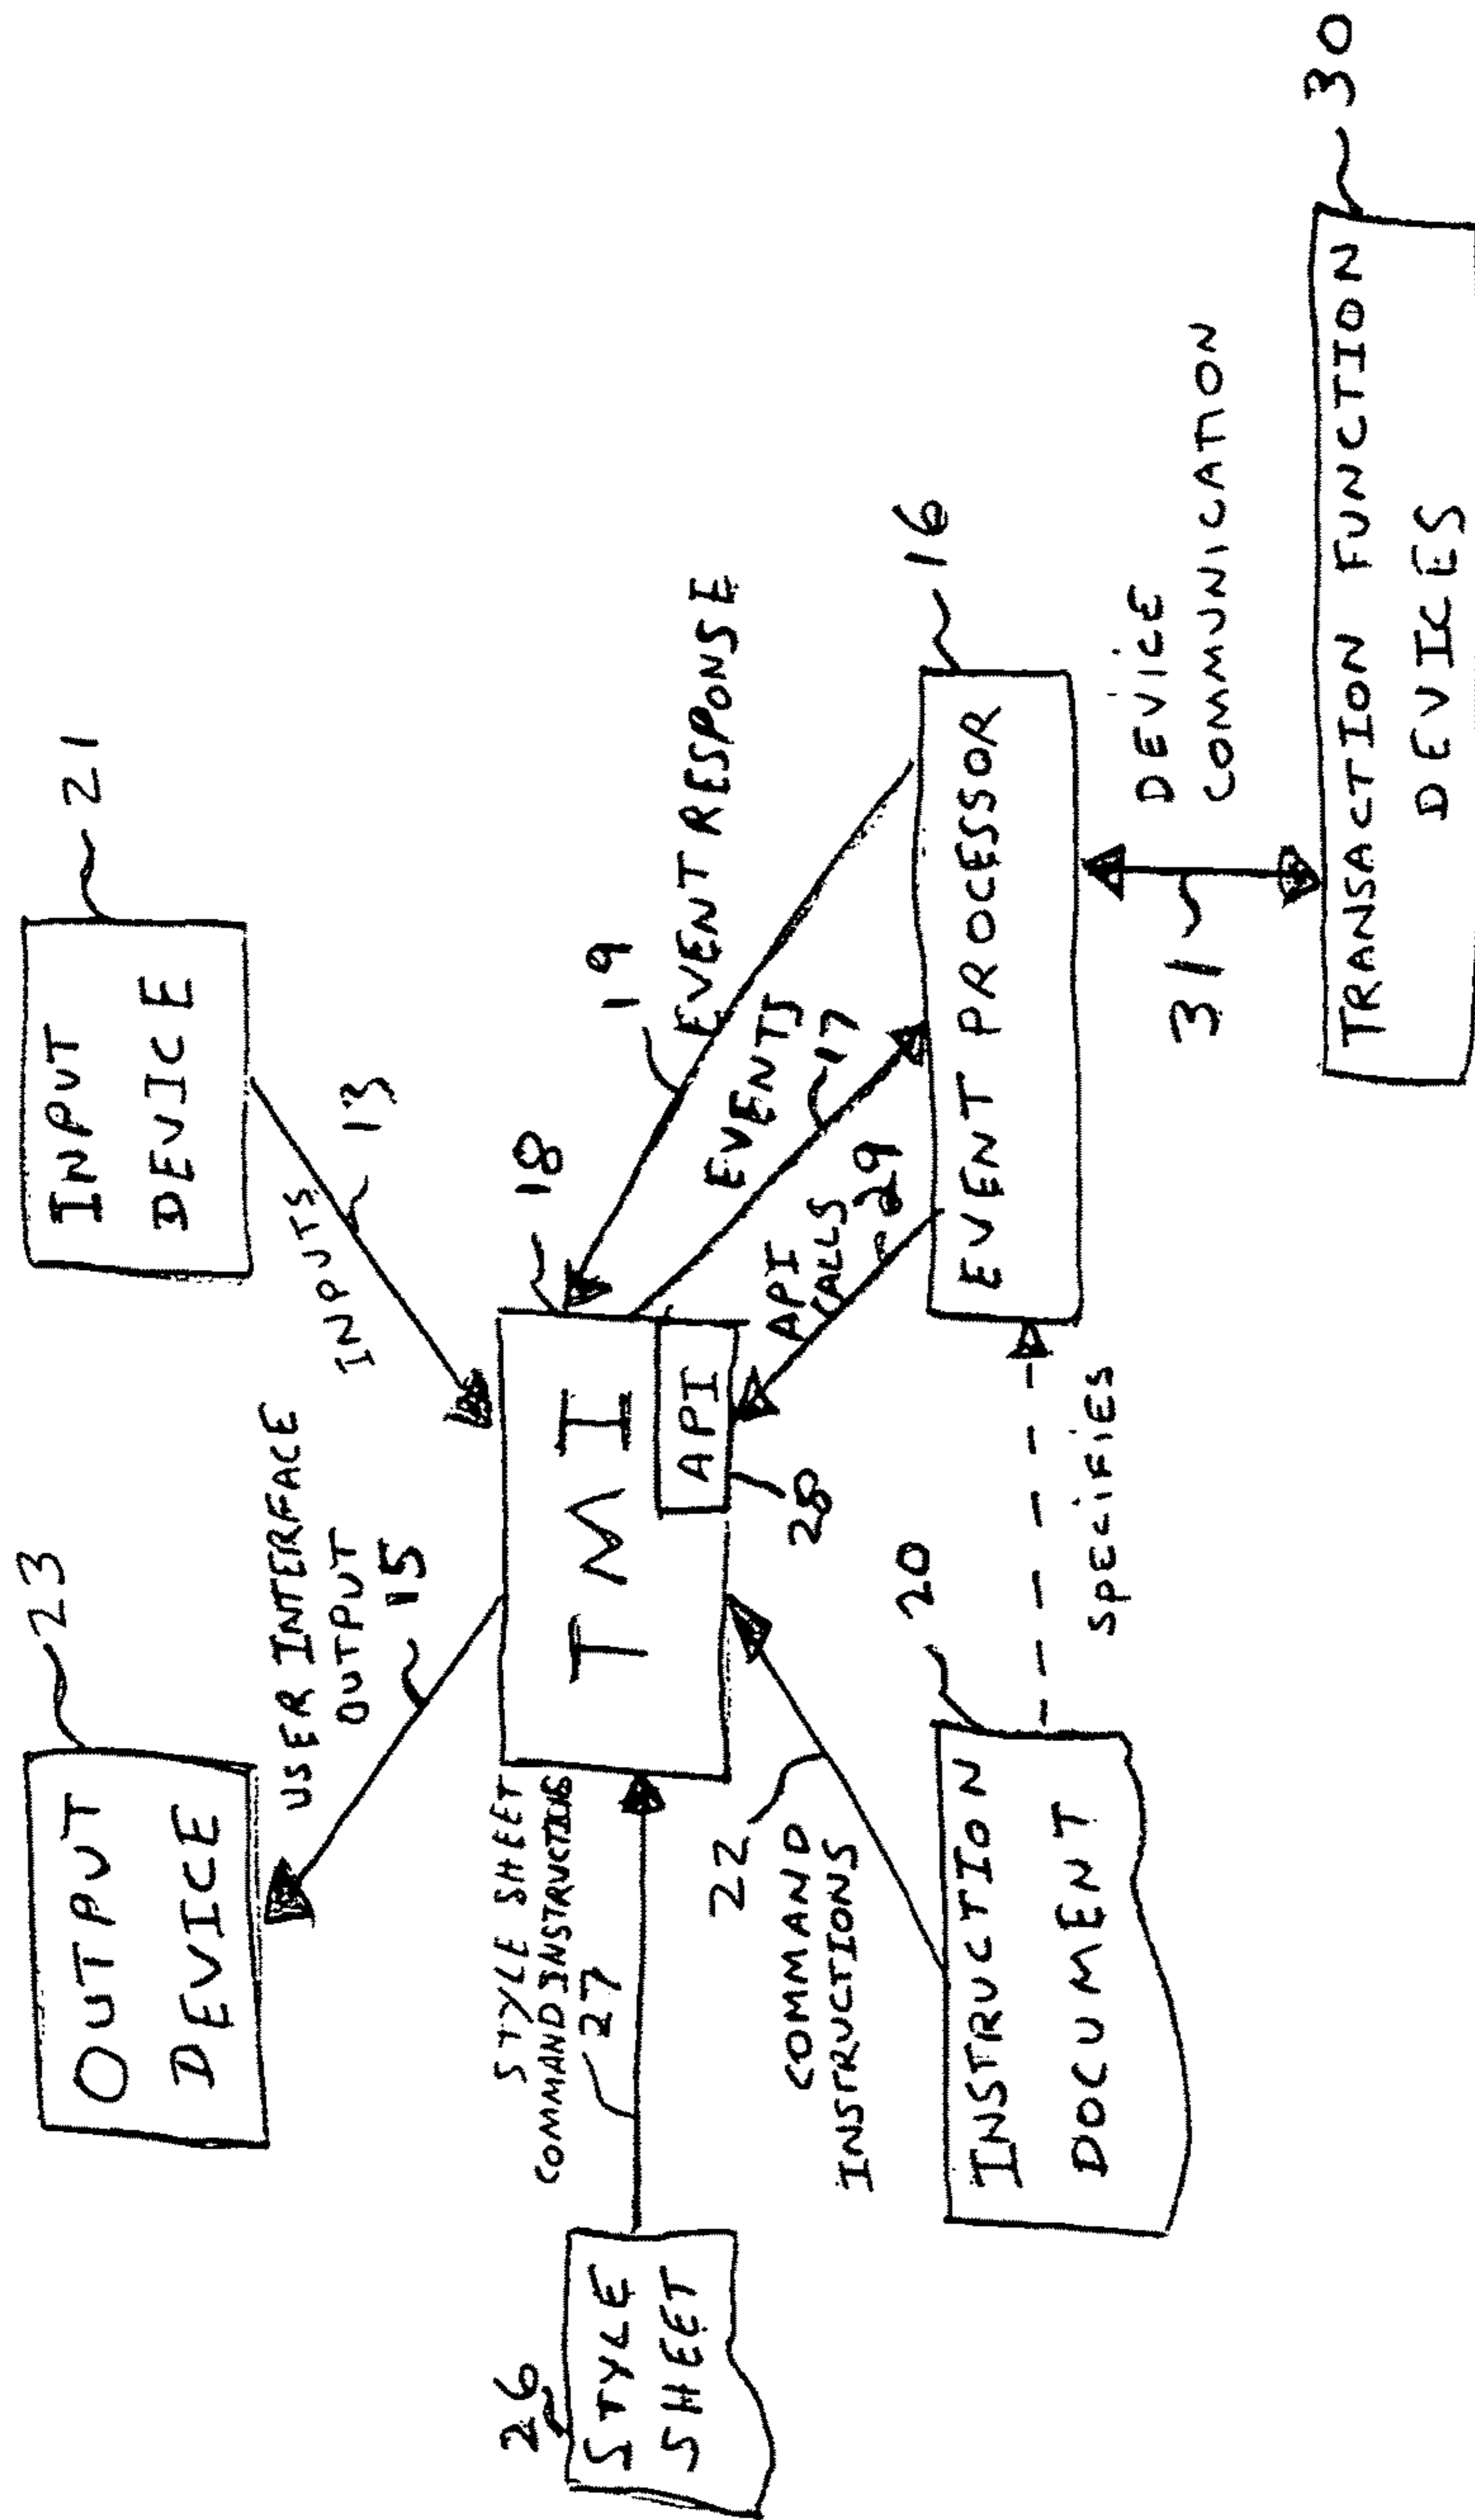 23
OUTPUT
DEVICE
21
INPUT
DEVICE
USER INTERFACE
OUTPUT
15
INPUTS
13
STYLE SHEET
COMMAND INSTRUCTIONS
27
26
STYLE
SHEET
18
TMI
API
28
19
EVENT RESPONSE
EVENTS
17
API
CALLS
29
22
COMMAND
INSTRUCTIONS
20
INSTRUCTION
DOCUMENT
SPECIFIES
16
EVENT PROCESSOR
31
DEVICE
COMMUNICATION
30
TRANSACTION FUNCTION
DEVICES